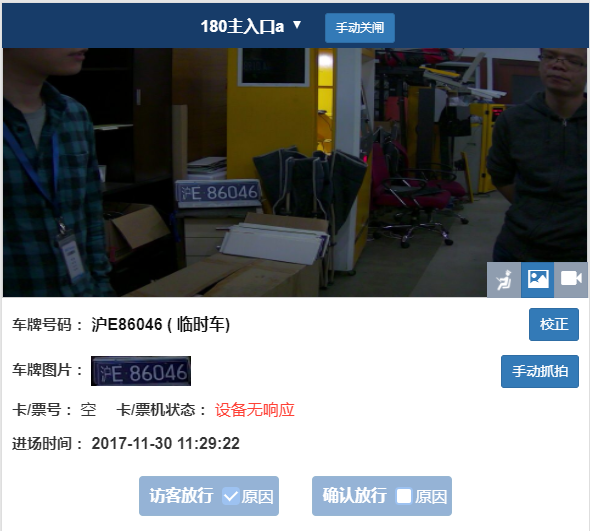 180主入口a ▼ 手动关闸
沪E 86046
车牌号码： 沪E86046 ( 临时车) 校正
车牌图片： 沪E 86046 手动抓拍
卡/票号： 空 卡/票机状态： 设备无响应
进场时间： 2017-11-30 11:29:22
访客放行 原因 确认放行 原因